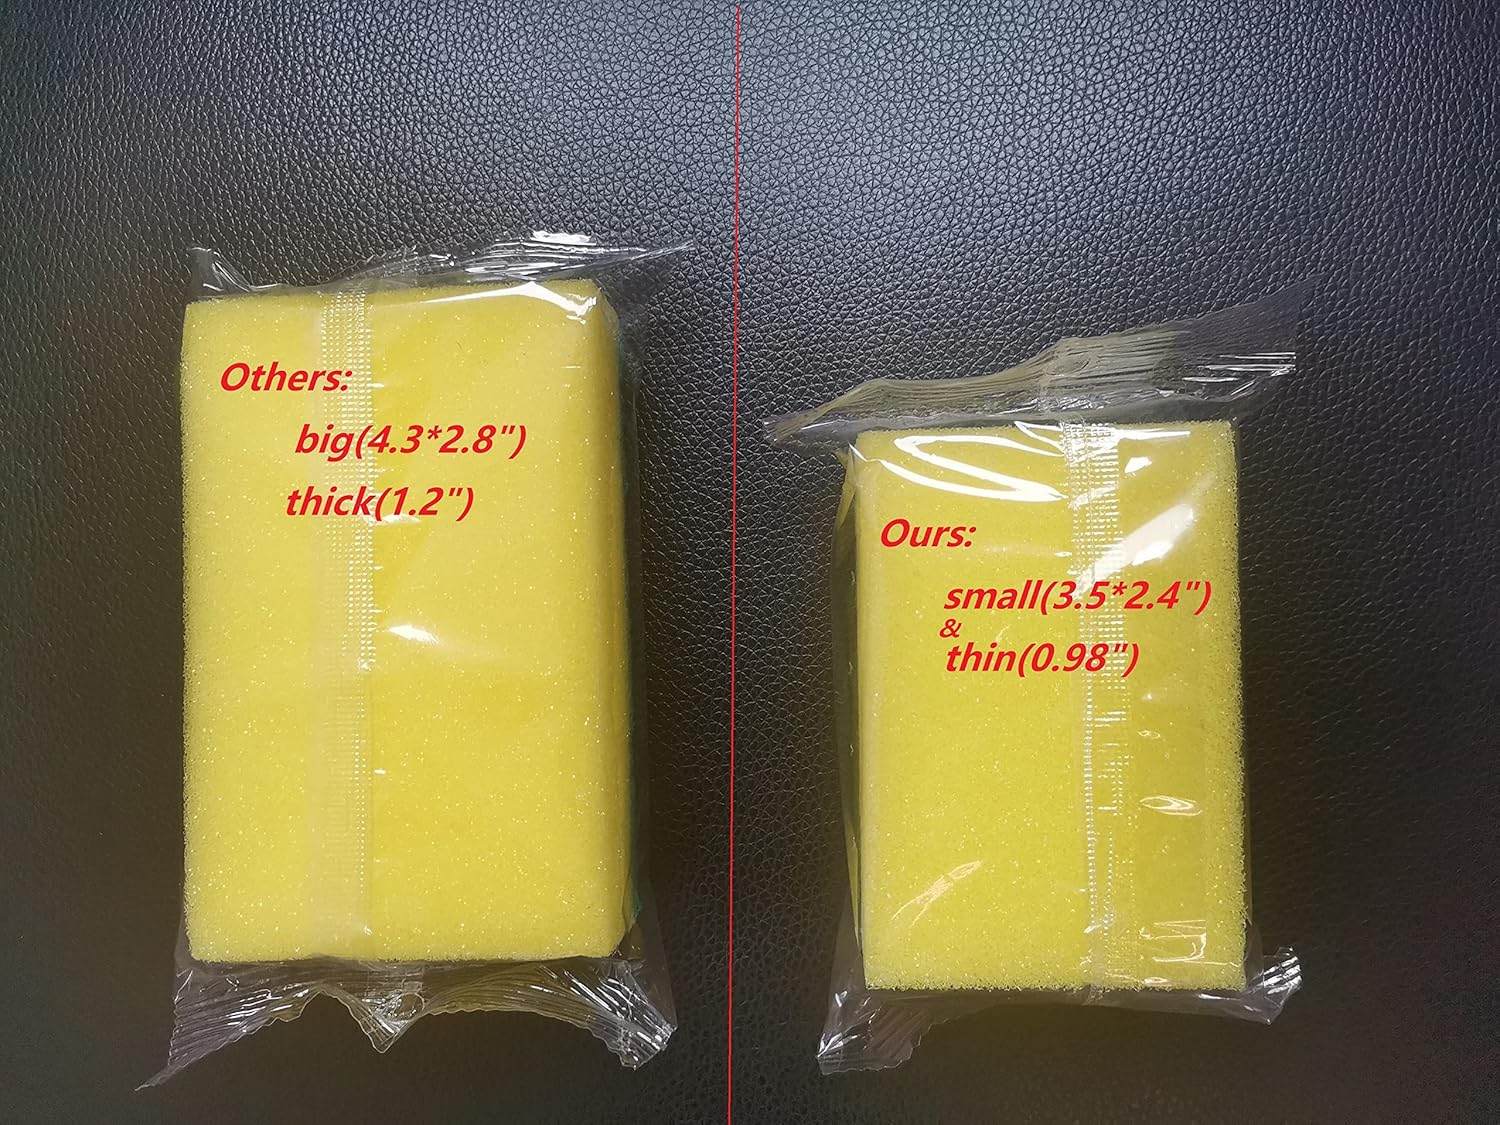 Others:
big(4.3*2.8")
thick(1.2")
Ours:
small(3.5*2.4")
&
thin(0.98")